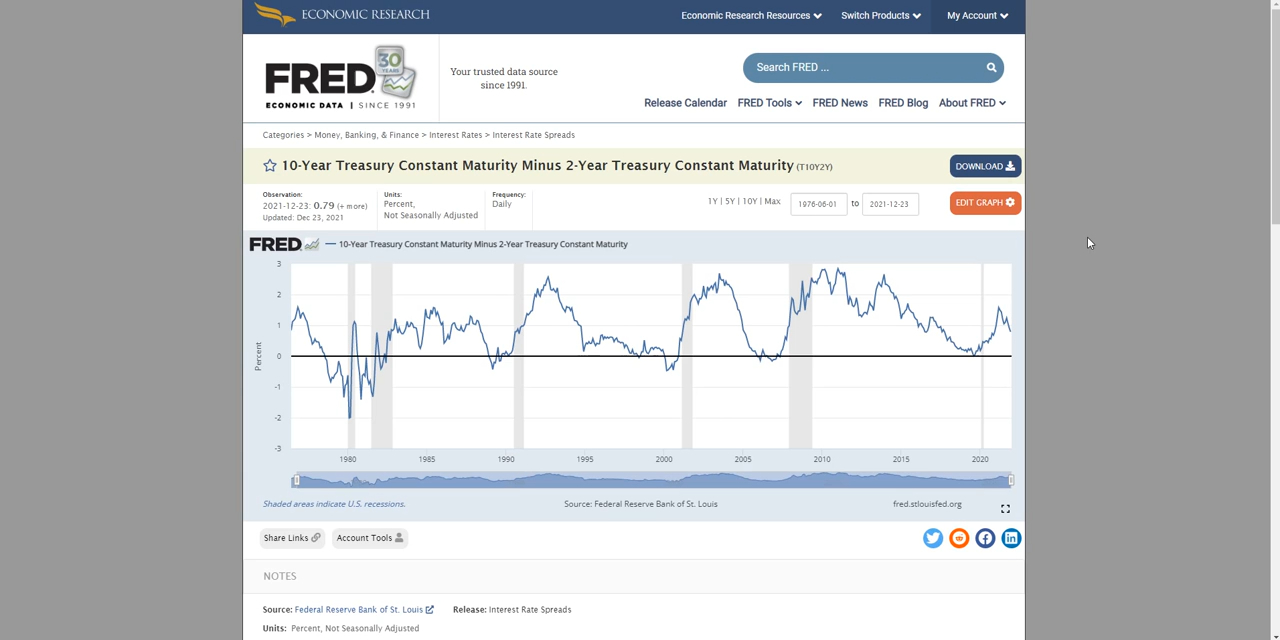 ECONOMIC RESEARCH
Economic Research Resources
Switch Products
My Account
FRED
30
YEARS
ECONOMIC DATA | SINCE 1991
Your trusted data source
since 1991.
Search FRED ...
Release Calendar
FRED Tools
FRED News
FRED Blog
About FRED
Categories > Money, Banking, & Finance > Interest Rates > Interest Rate Spreads
10-Year Treasury Constant Maturity Minus 2-Year Treasury Constant Maturity (T10Y2Y)
DOWNLOAD
Observation:
2021-12-23: 0.79 (+ more)
Updated: Dec 23, 2021
Units:
Percent,
Not Seasonally Adjusted
Frequency:
Daily
1Y | 5Y | 10Y | Max
1976-06-01
to
2021-12-23
EDIT GRAPH
FRED
10-Year Treasury Constant Maturity Minus 2-Year Treasury Constant Maturity
3
2
1
0
-1
-2
-3
Percent
1980
1985
1990
1995
2000
2005
2010
2015
2020
Shaded areas indicate U.S. recessions.
Source: Federal Reserve Bank of St. Louis
fred.stlouisfed.org
Share Links
Account Tools
NOTES
Source: Federal Reserve Bank of St. Louis
Release: Interest Rate Spreads
Units: Percent, Not Seasonally Adjusted